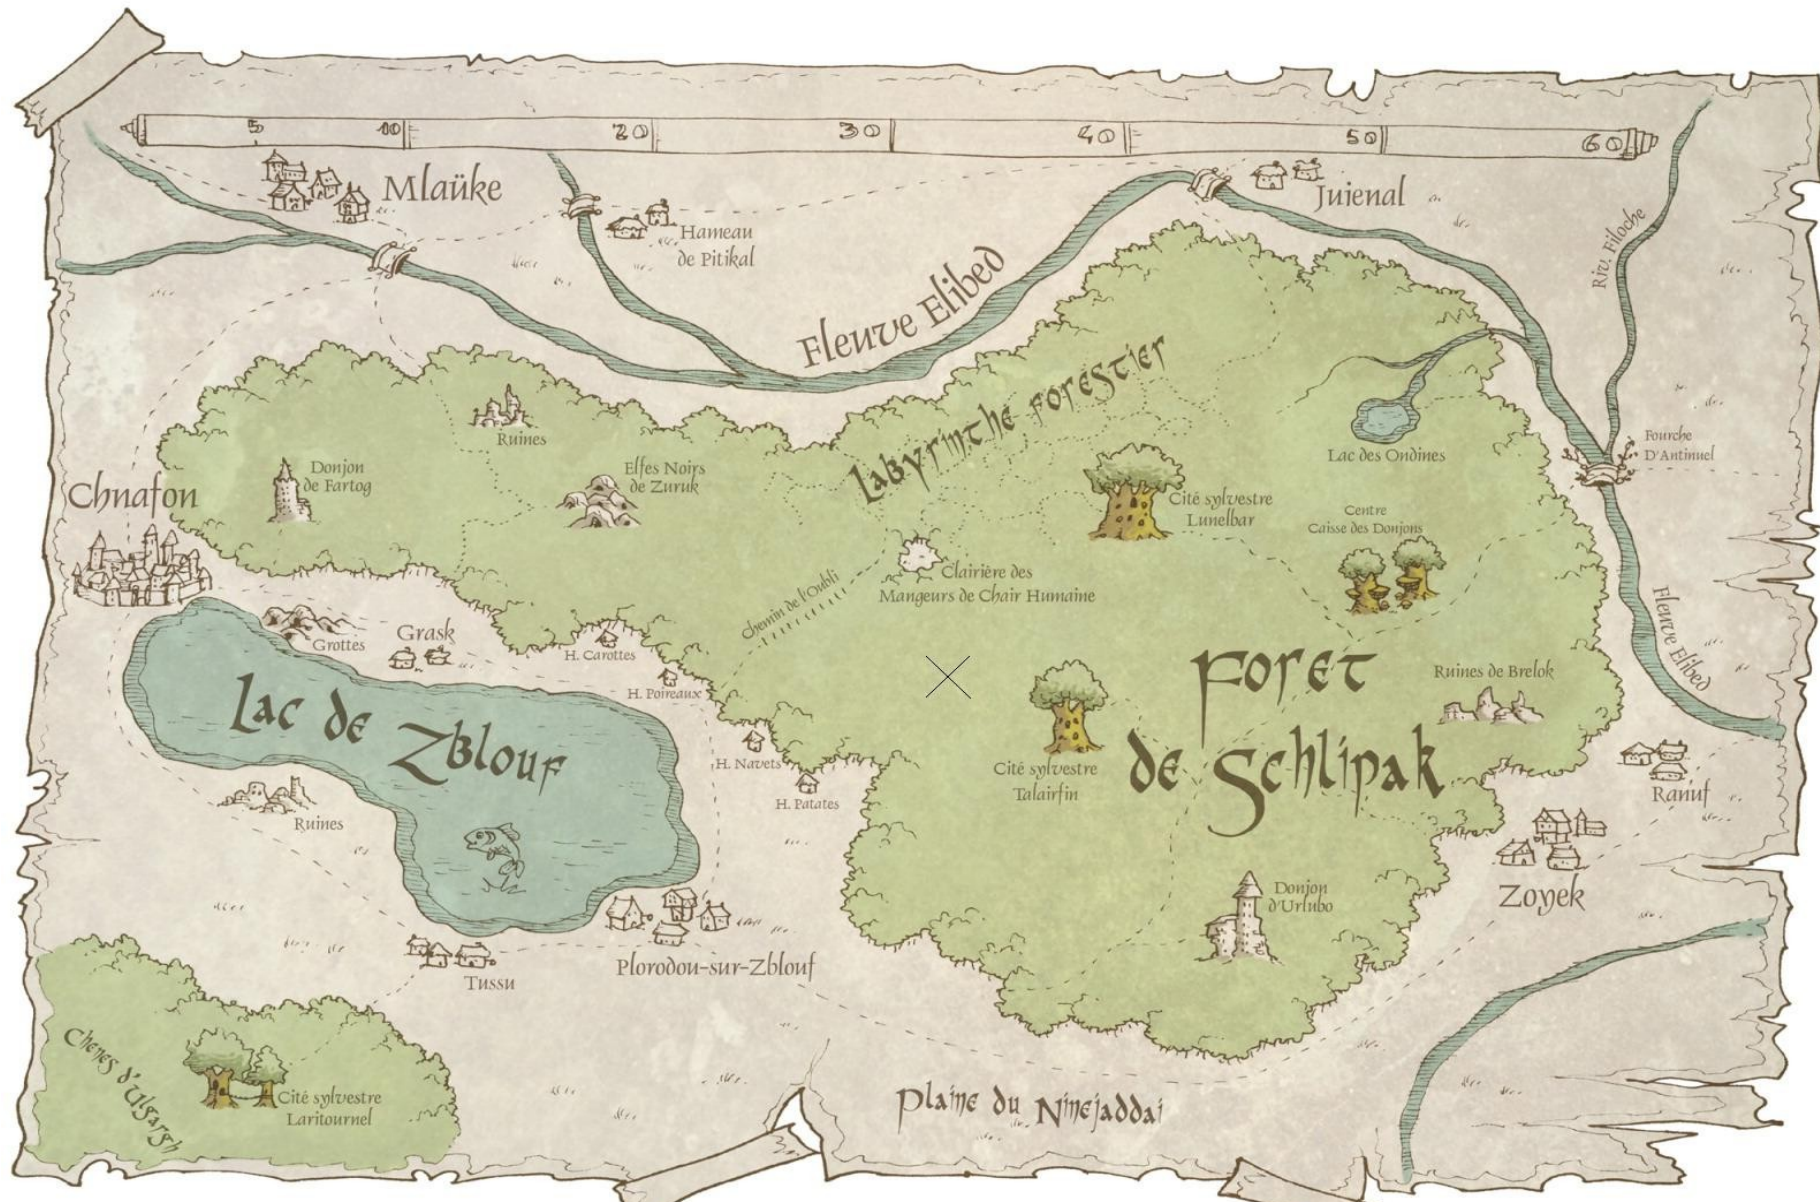 5 10 20 30 40 50 60
Mlaüke
Hameau
de Pitikal
Juienal
Riv. Filoche
Fleuve Elibed
Labyrinthe forestier
Ruines
Donjon
de Fartog
Elfes Noirs
de Zuruk
Lac des Ondines
Fourche
D'Antinuel
Chnafon
Cité sylvestre
Lunelbar
Centre
Caisse des Donjons
Clairière des
Mangeurs de Chair Humaine
Chemin de l'Oubli
Fleuve Elibed
Grottes
Grask
H. Carottes
H. Poireaux
Lac de
Zblouf
Foret
de Schlipak
Ruines de Brelok
H. Navets
H. Patates
Cité sylvestre
Talairfin
Ruines
Ranuf
Zoyek
Donjon
d'Urlubo
Tussu
Plorodou-sur-Zblouf
Chenes d'Ulgargh
Cité sylvestre
Laritournel
Plaine du Ninejaddai